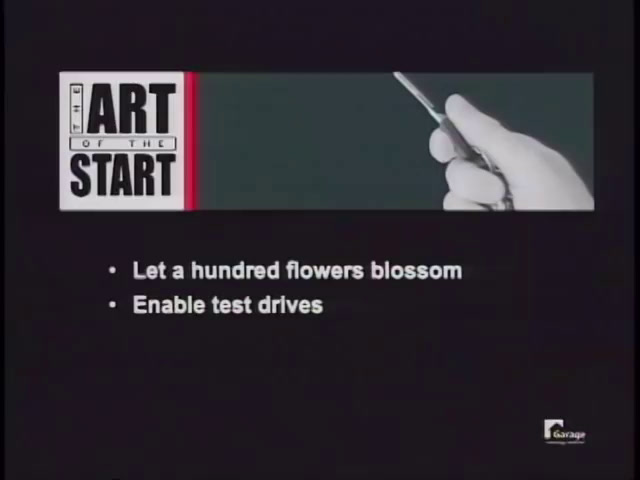 THE
ART
OF THE
START
• Let a hundred flowers blossom
• Enable test drives
Garage